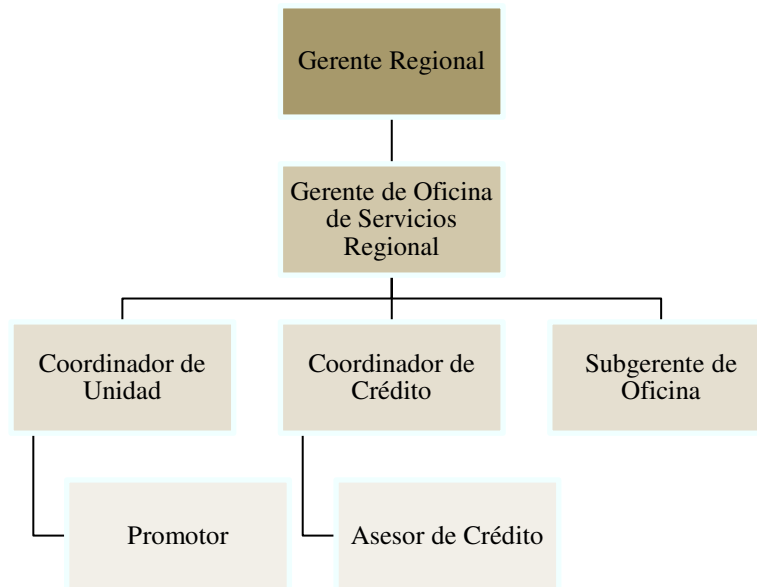 Gerente Regional
Gerente de Oficina
de Servicios
Regional
Coordinador de
Unidad
Coordinador de
Crédito
Subgerente de
Oficina
Promotor
Asesor de Crédito